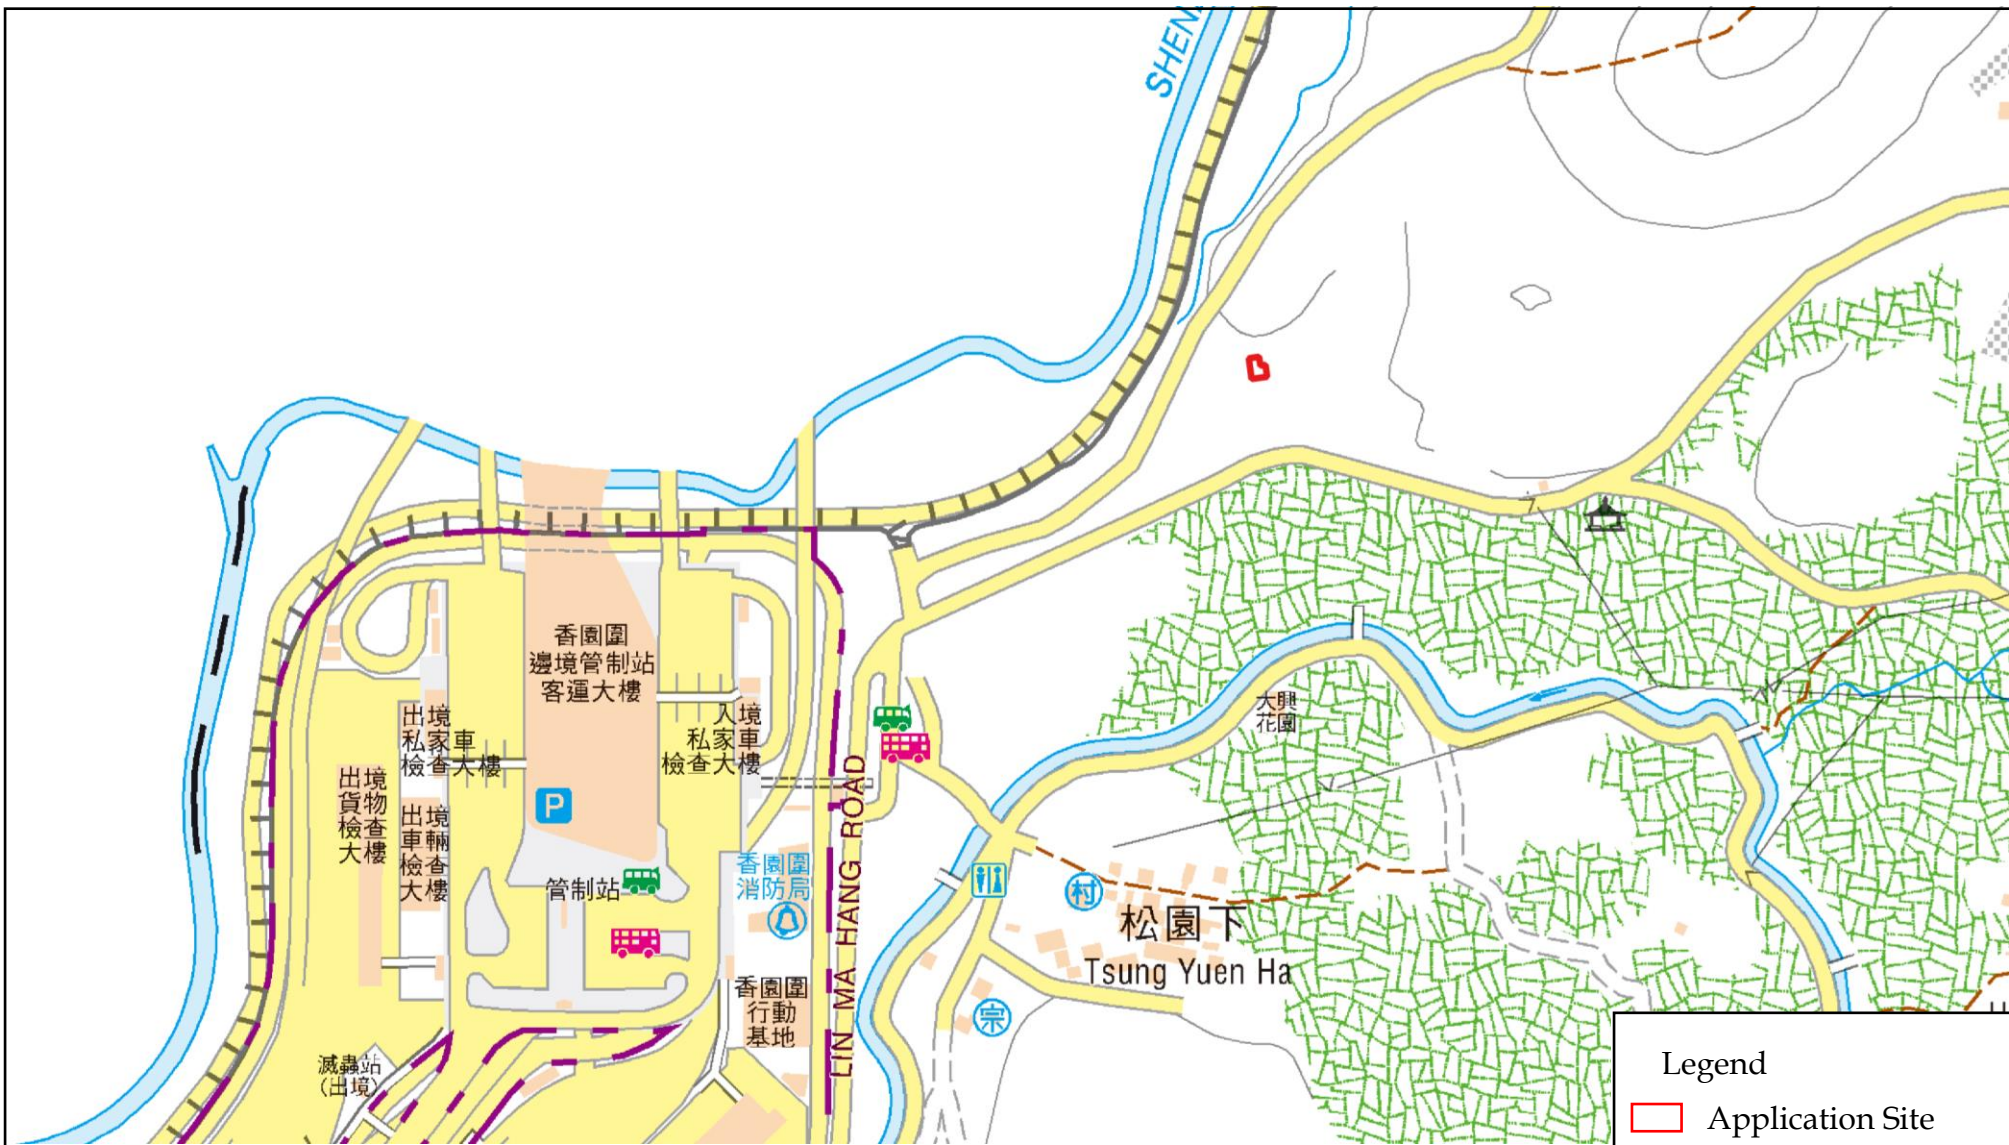 SHEN
香園圍
邊境管制站
客運大樓
出境
私家車
檢查大樓
入境
私家車
檢查大樓
出境
貨物
檢查
大樓
出境
車輛
檢查
大樓
P
管制站
香園圍
消防局
香園圍
行動
基地
滅蟲站
(出境)
LIN MA HANG ROAD
大興
花園
村
松園下
Tsung Yuen Ha
宗
Legend
Application Site